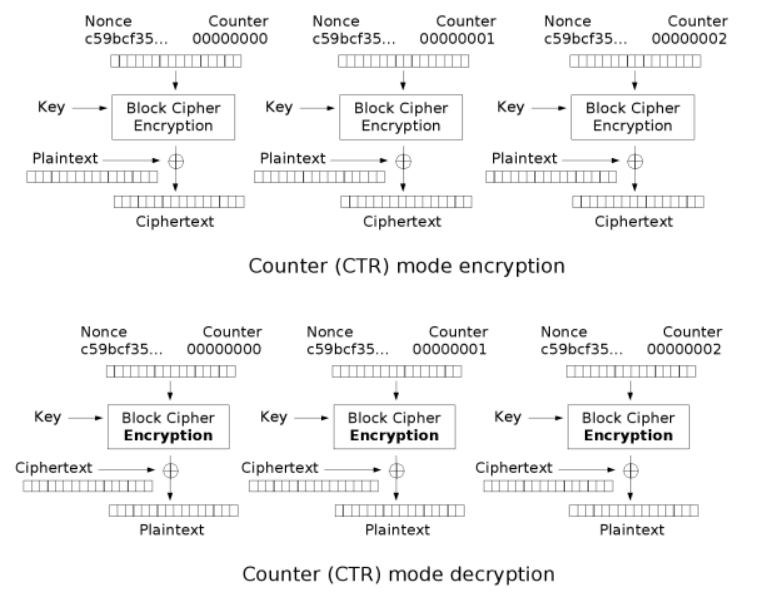 Nonce Counter Nonce Counter Nonce Counter
c59bcf35... 00000000 c59bcf35... 00000001 c59bcf35... 00000002
Key Block Cipher Encryption Key Block Cipher Encryption Key Block Cipher Encryption
Plaintext Plaintext Plaintext
Ciphertext Ciphertext Ciphertext
Counter (CTR) mode encryption
Nonce Counter Nonce Counter Nonce Counter
c59bcf35... 00000000 c59bcf35... 00000001 c59bcf35... 00000002
Key Block Cipher Encryption Key Block Cipher Encryption Key Block Cipher Encryption
Ciphertext Ciphertext Ciphertext
Plaintext Plaintext Plaintext
Counter (CTR) mode decryption